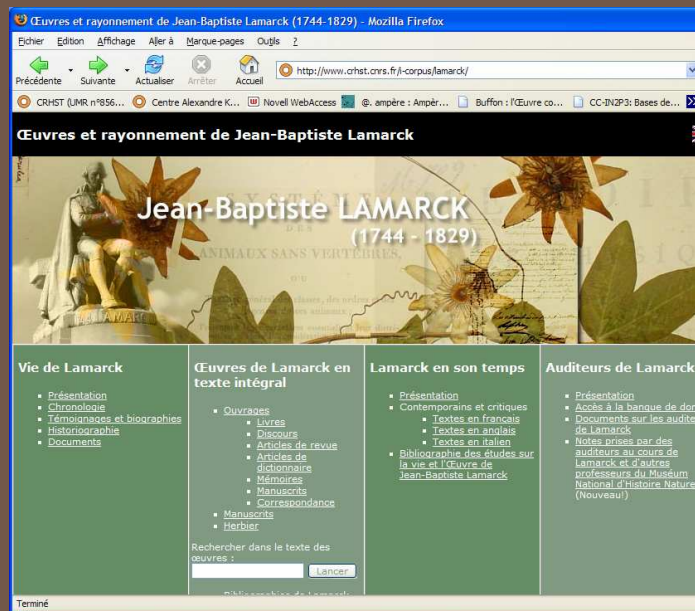 Œuvres et rayonnement de Jean-Baptiste Lamarck (1744-1829) - Mozilla Firefox
Fichier Edition Affichage Aller à Marque-pages Outils ?
Précédente Suivante Actualiser Arrêter Accueil
http://www.crhst.cnrs.fr/i-corpus/lamarck/
CRHST (UMR n°856... Centre Alexandre K... Novell WebAccess @. ampère : Ampèr... Buffon : l'Œuvre co... CC-IN2P3: Bases de...
Œuvres et rayonnement de Jean-Baptiste Lamarck
SYSTÈME
Jean-Baptiste LAMARCK
DES
(1744 - 1829)
ANIMAUX SANS VERTÈBRES,
LAMARCK
Vie de Lamarck
Présentation
Chronologie
Témoignages et biographies
Historiographie
Documents
Œuvres de Lamarck en
texte intégral
Ouvrages
Livres
Discours
Articles de revue
Articles de
dictionnaire
Mémoires
Manuscrits
Correspondance
Manuscrits
Herbier
Rechercher dans le texte des
œuvres :
Lancer
Lamarck en son temps
Présentation
Contemporains et critiques
Textes en français
Textes en anglais
Textes en italien
Bibliographie des études sur
la vie et l'Œuvre de
Jean-Baptiste Lamarck
Auditeurs de Lamarck
Présentation
Accès à la banque de don
Documents sur les audite
de Lamarck
Notes prises par des
auditeurs au cours de
Lamarck et d'autres
professeurs du Muséum
National d'Histoire Nature
(Nouveau!)
Terminé